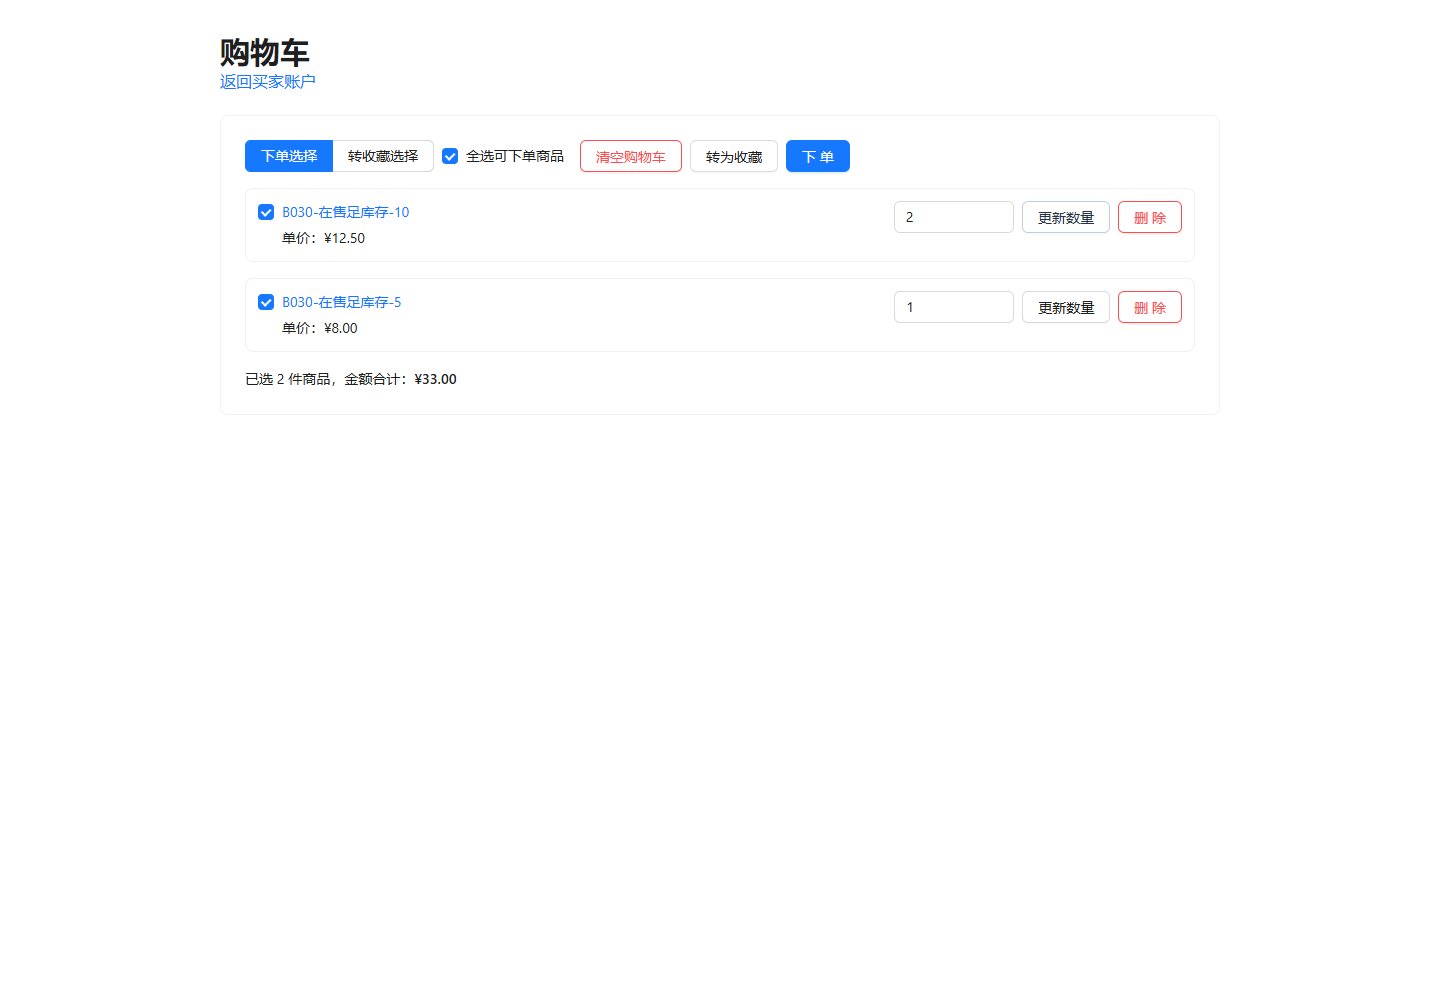 购物车
返回买家账户
下单选择 转收藏选择 全选可下单商品 清空购物车 转为收藏 下 单
B030-在售足库存-10 2 更新数量 删 除
单价：¥12.50
B030-在售足库存-5 1 更新数量 删 除
单价：¥8.00
已选 2 件商品，金额合计：¥33.00